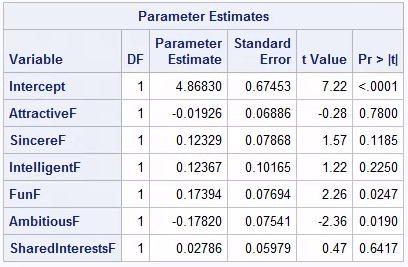 Parameter Estimates
Variable DF Parameter Estimate Standard Error t Value Pr > |t|
Intercept 1 4.86830 0.67453 7.22 <.0001
AttractiveF 1 -0.01926 0.06886 -0.28 0.7800
SincereF 1 0.12329 0.07868 1.57 0.1185
IntelligentF 1 0.12367 0.10165 1.22 0.2250
FunF 1 0.17394 0.07694 2.26 0.0247
AmbitiousF 1 -0.17820 0.07541 -2.36 0.0190
SharedInterestsF 1 0.02786 0.05979 0.47 0.6417